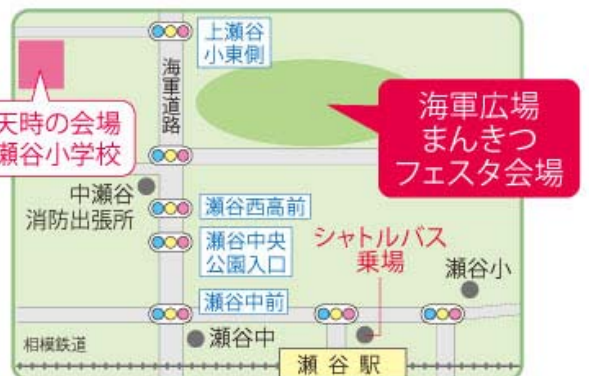 上瀬谷
小東側
海軍道路
海軍広場
まんきつ
フェスタ会場
天時の会場
瀬谷小学校
中瀬谷
消防出張所
瀬谷西高前
瀬谷中央
公園入口
シャトルバス
乗場
瀬谷小
瀬谷中前
瀬谷中
相模鉄道
瀬谷駅